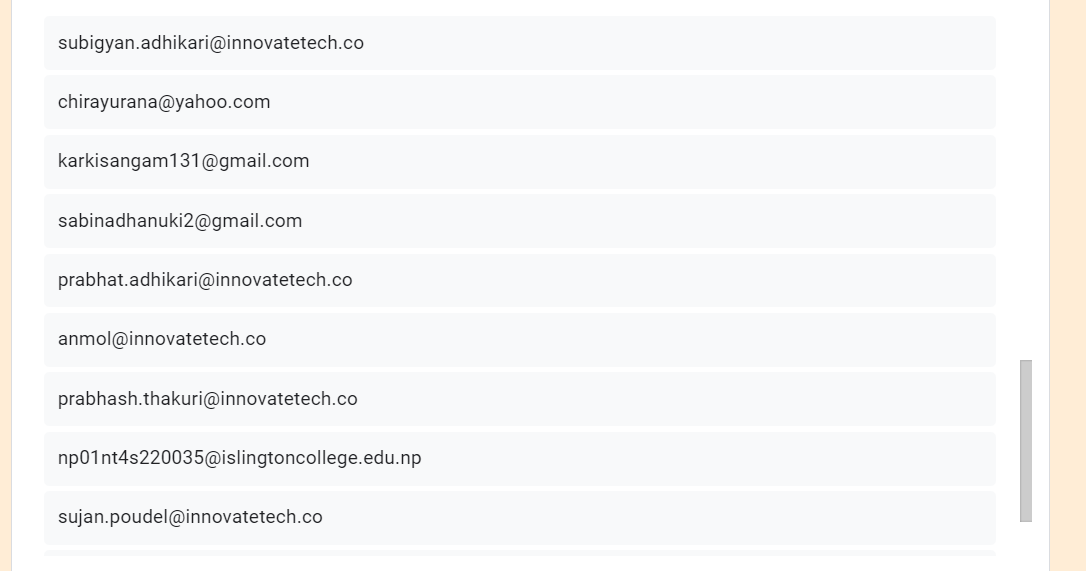 subigyan.adhikari@innovatetech.co
chirayurana@yahoo.com
karkisangam131@gmail.com
sabinadhanuki2@gmail.com
prabhat.adhikari@innovatetech.co
anmol@innovatetech.co
prabhash.thakuri@innovatetech.co
np01nt4s220035@islingtoncollege.edu.np
sujan.poudel@innovatetech.co